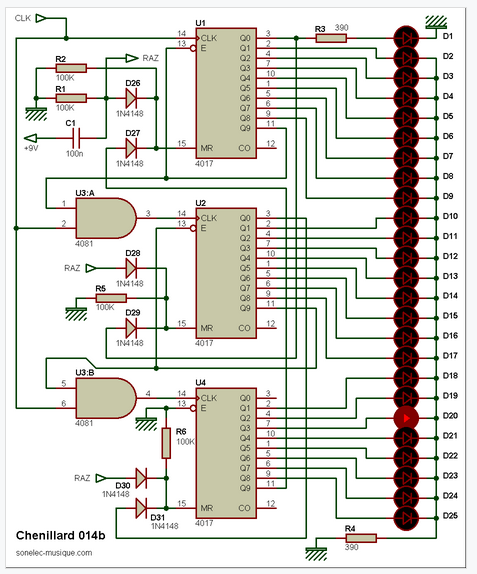 CLK
U1
R3 390
D1
14 CLK Q0 3
13 E Q1 2
Q2 4
Q3 7
Q4 10
Q5 1
Q6 5
Q7 6
Q8 9
Q9 11
15 MR CO 12
4017
RAZ
R2
100K
R1
100K
D26
1N4148
C1
100n
+9V
D27
1N4148
D2
D3
D4
D5
D6
D7
D8
D9
U3:A
1
2
3
4081
U2
14 CLK Q0 3
13 E Q1 2
Q2 4
Q3 7
Q4 10
Q5 1
Q6 5
Q7 6
Q8 9
Q9 11
15 MR CO 12
4017
RAZ
D28
1N4148
R5
100K
D29
1N4148
D10
D11
D12
D13
D14
D15
D16
D17
U3:B
5
6
4
4081
U4
14 CLK Q0 3
13 E Q1 2
Q2 4
Q3 7
Q4 10
Q5 1
Q6 5
Q7 6
Q8 9
Q9 11
15 MR CO 12
4017
R6
100K
RAZ
D30
1N4148
D31
1N4148
D18
D19
D20
D21
D22
D23
D24
D25
R4
390
Chenillard 014b
sonelec-musique.com